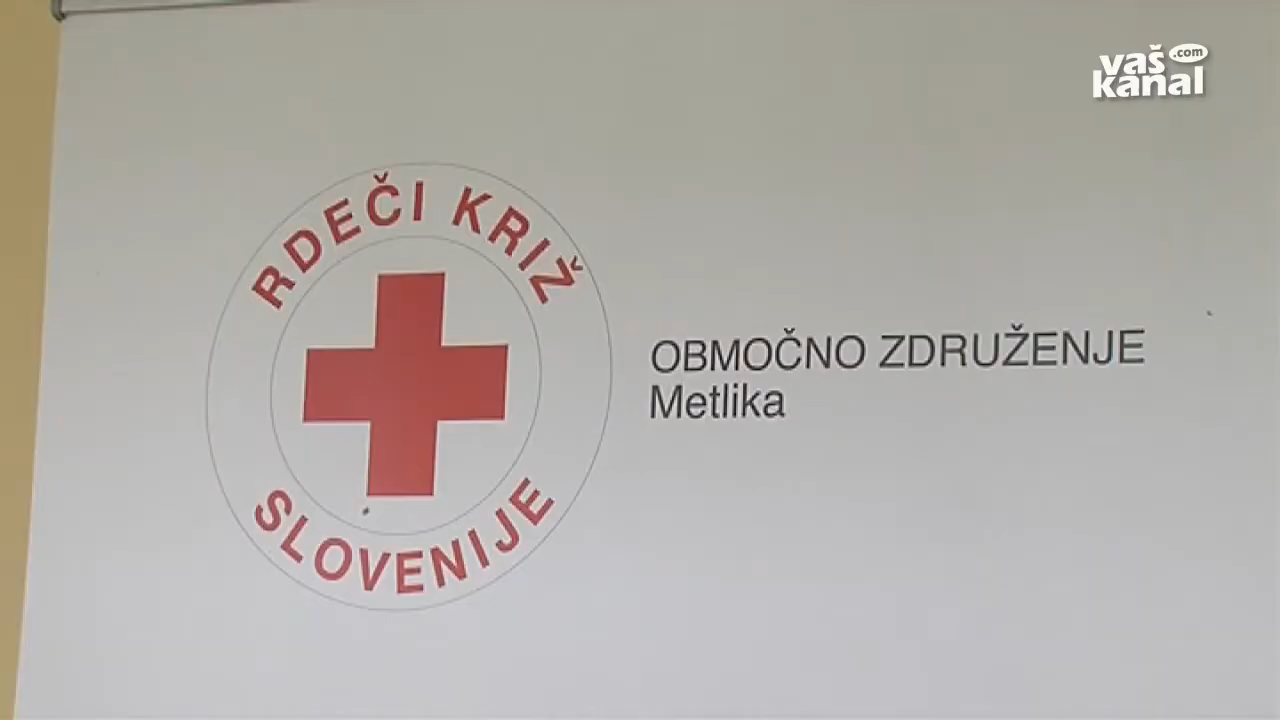 vaš
.com
kanal
RDEČI KRIŽ
SLOVENIJE
OBMOČNO ZDRUŽENJE
Metlika